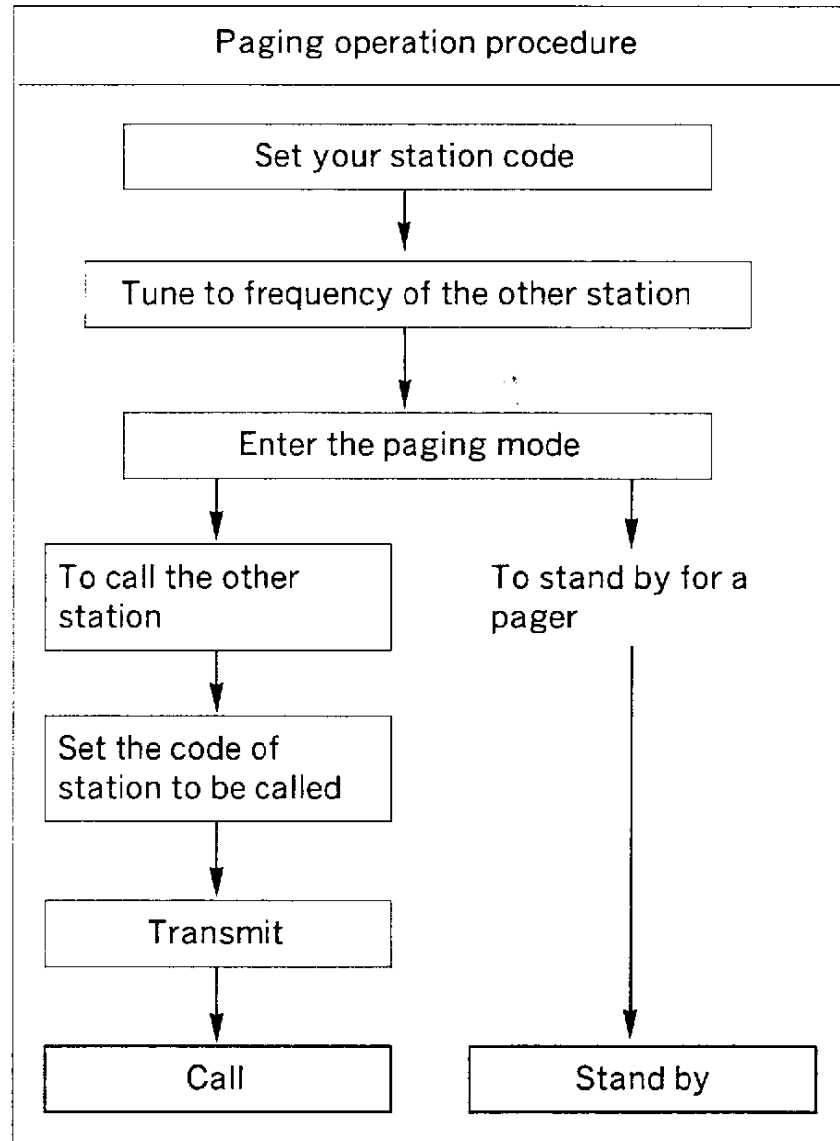 Paging operation procedure
Set your station code
Tune to frequency of the other station
Enter the paging mode
To call the other
station
To stand by for a
pager
Set the code of
station to be called
Transmit
Call
Stand by